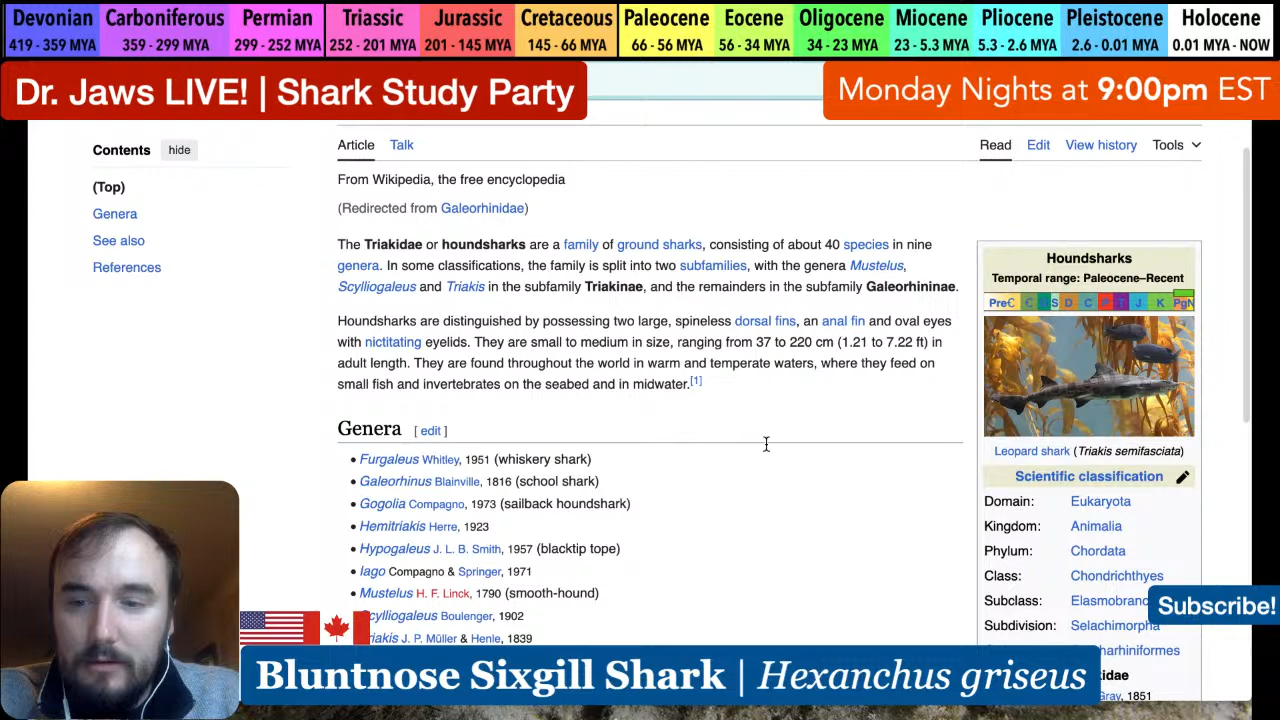 Devonian
419 - 359 MYA
Carboniferous
359 - 299 MYA
Permian
299 - 252 MYA
Triassic
252 - 201 MYA
Jurassic
201 - 145 MYA
Cretaceous
145 - 66 MYA
Paleocene
66 - 56 MYA
Eocene
56 - 34 MYA
Oligocene
34 - 23 MYA
Miocene
23 - 5.3 MYA
Pliocene
5.3 - 2.6 MYA
Pleistocene
2.6 - 0.01 MYA
Holocene
0.01 MYA - NOW
Dr. Jaws LIVE! | Shark Study Party
Monday Nights at 9:00pm EST
Contents hide
(Top)
Genera
See also
References
Article Talk
Read Edit View history Tools
From Wikipedia, the free encyclopedia
(Redirected from Galeorhinidae)
The Triakidae or houndsharks are a family of ground sharks, consisting of about 40 species in nine
genera. In some classifications, the family is split into two subfamilies, with the genera Mustelus,
Scylliogaleus and Triakis in the subfamily Triakinae, and the remainders in the subfamily Galeorhininae.
Houndsharks are distinguished by possessing two large, spineless dorsal fins, an anal fin and oval eyes
with nictitating eyelids. They are small to medium in size, ranging from 37 to 220 cm (1.21 to 7.22 ft) in
adult length. They are found throughout the world in warm and temperate waters, where they feed on
small fish and invertebrates on the seabed and in midwater.[1]
Genera [ edit ]
• Furgaleus Whitley, 1951 (whiskery shark)
• Galeorhinus Blainville, 1816 (school shark)
• Gogolia Compagno, 1973 (sailback houndshark)
• Hemitriakis Herre, 1923
• Hypogaleus J. L. B. Smith, 1957 (blacktip tope)
• Iago Compagno & Springer, 1971
• Mustelus H. F. Linck, 1790 (smooth-hound)
cylliogaleus Boulenger, 1902
riakis J. P. Müller & Henle, 1839
Houndsharks
Temporal range: Paleocene–Recent
PreЄ Є S D C P T J K PgN
Leopard shark (Triakis semifasciata)
Scientific classification
Domain: Eukaryota
Kingdom: Animalia
Phylum: Chordata
Class: Chondrichthyes
Subclass: Elasmobranc
Subdivision: Selachimorpha
harhiniformes
kidae
Gray, 1851
Subscribe!
Bluntnose Sixgill Shark | Hexanchus griseus